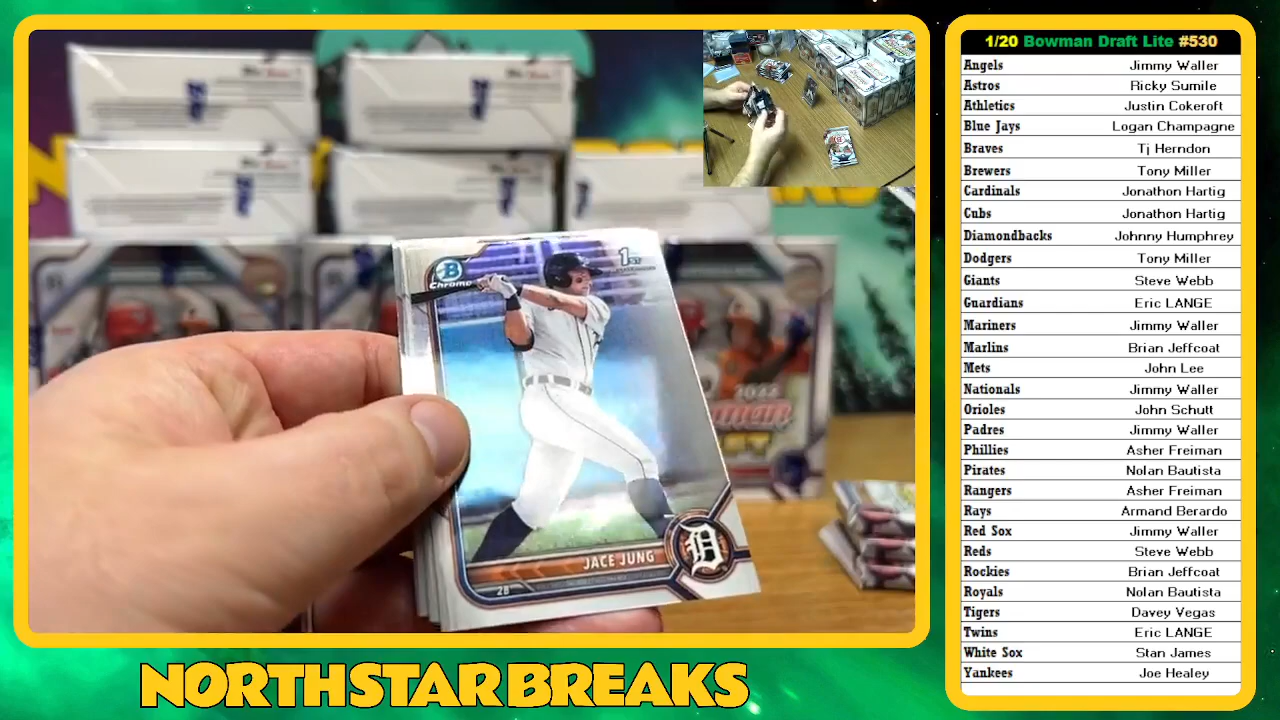 B
Chrome
1ST
JACE JUNG
2B
D
NORTHSTAR BREAKS
1/20 Bowman Draft Lite #530
Angels Jimmy Waller
Astros Ricky Sumile
Athletics Justin Cokeroft
Blue Jays Logan Champagne
Braves Tj Herndon
Brewers Tony Miller
Cardinals Jonathon Hartig
Cubs Jonathon Hartig
Diamondbacks Johnny Humphrey
Dodgers Tony Miller
Giants Steve Webb
Guardians Eric LANGE
Mariners Jimmy Waller
Marlins Brian Jeffcoat
Mets John Lee
Nationals Jimmy Waller
Orioles John Schutt
Padres Jimmy Waller
Phillies Asher Freiman
Pirates Nolan Bautista
Rangers Asher Freiman
Rays Armand Berardo
Red Sox Jimmy Waller
Reds Steve Webb
Rockies Brian Jeffcoat
Royals Nolan Bautista
Tigers Davey Vegas
Twins Eric LANGE
White Sox Stan James
Yankees Joe Healey